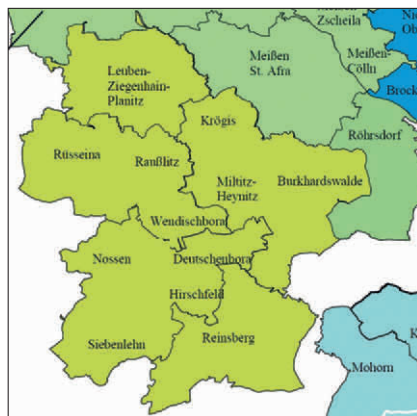 Zscheila
Meißen
St. Afra
Meißen-
Cölln
Leuben-
Ziegenhain-
Planitz
Krögis
Röhrsdorf
Rüsseina
Raußlitz
Miltitz-
Heynitz
Burkhardswalde
Wendischbora
Nossen
Deutschenbora
Hirschfeld
Siebenlehn
Reinsberg
Mohorn